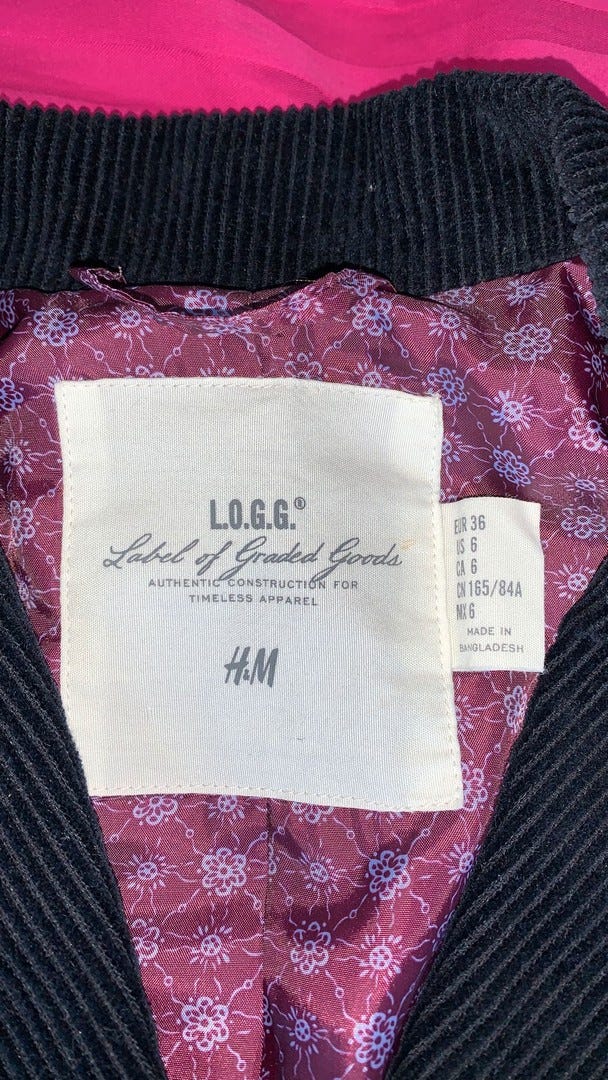 L.O.G.G.®
Label of Graded Goods
AUTHENTIC CONSTRUCTION FOR
TIMELESS APPAREL
H&M
EUR 36
US 6
CA 6
CN 165/84A
MX 6
MADE IN
BANGLADESH